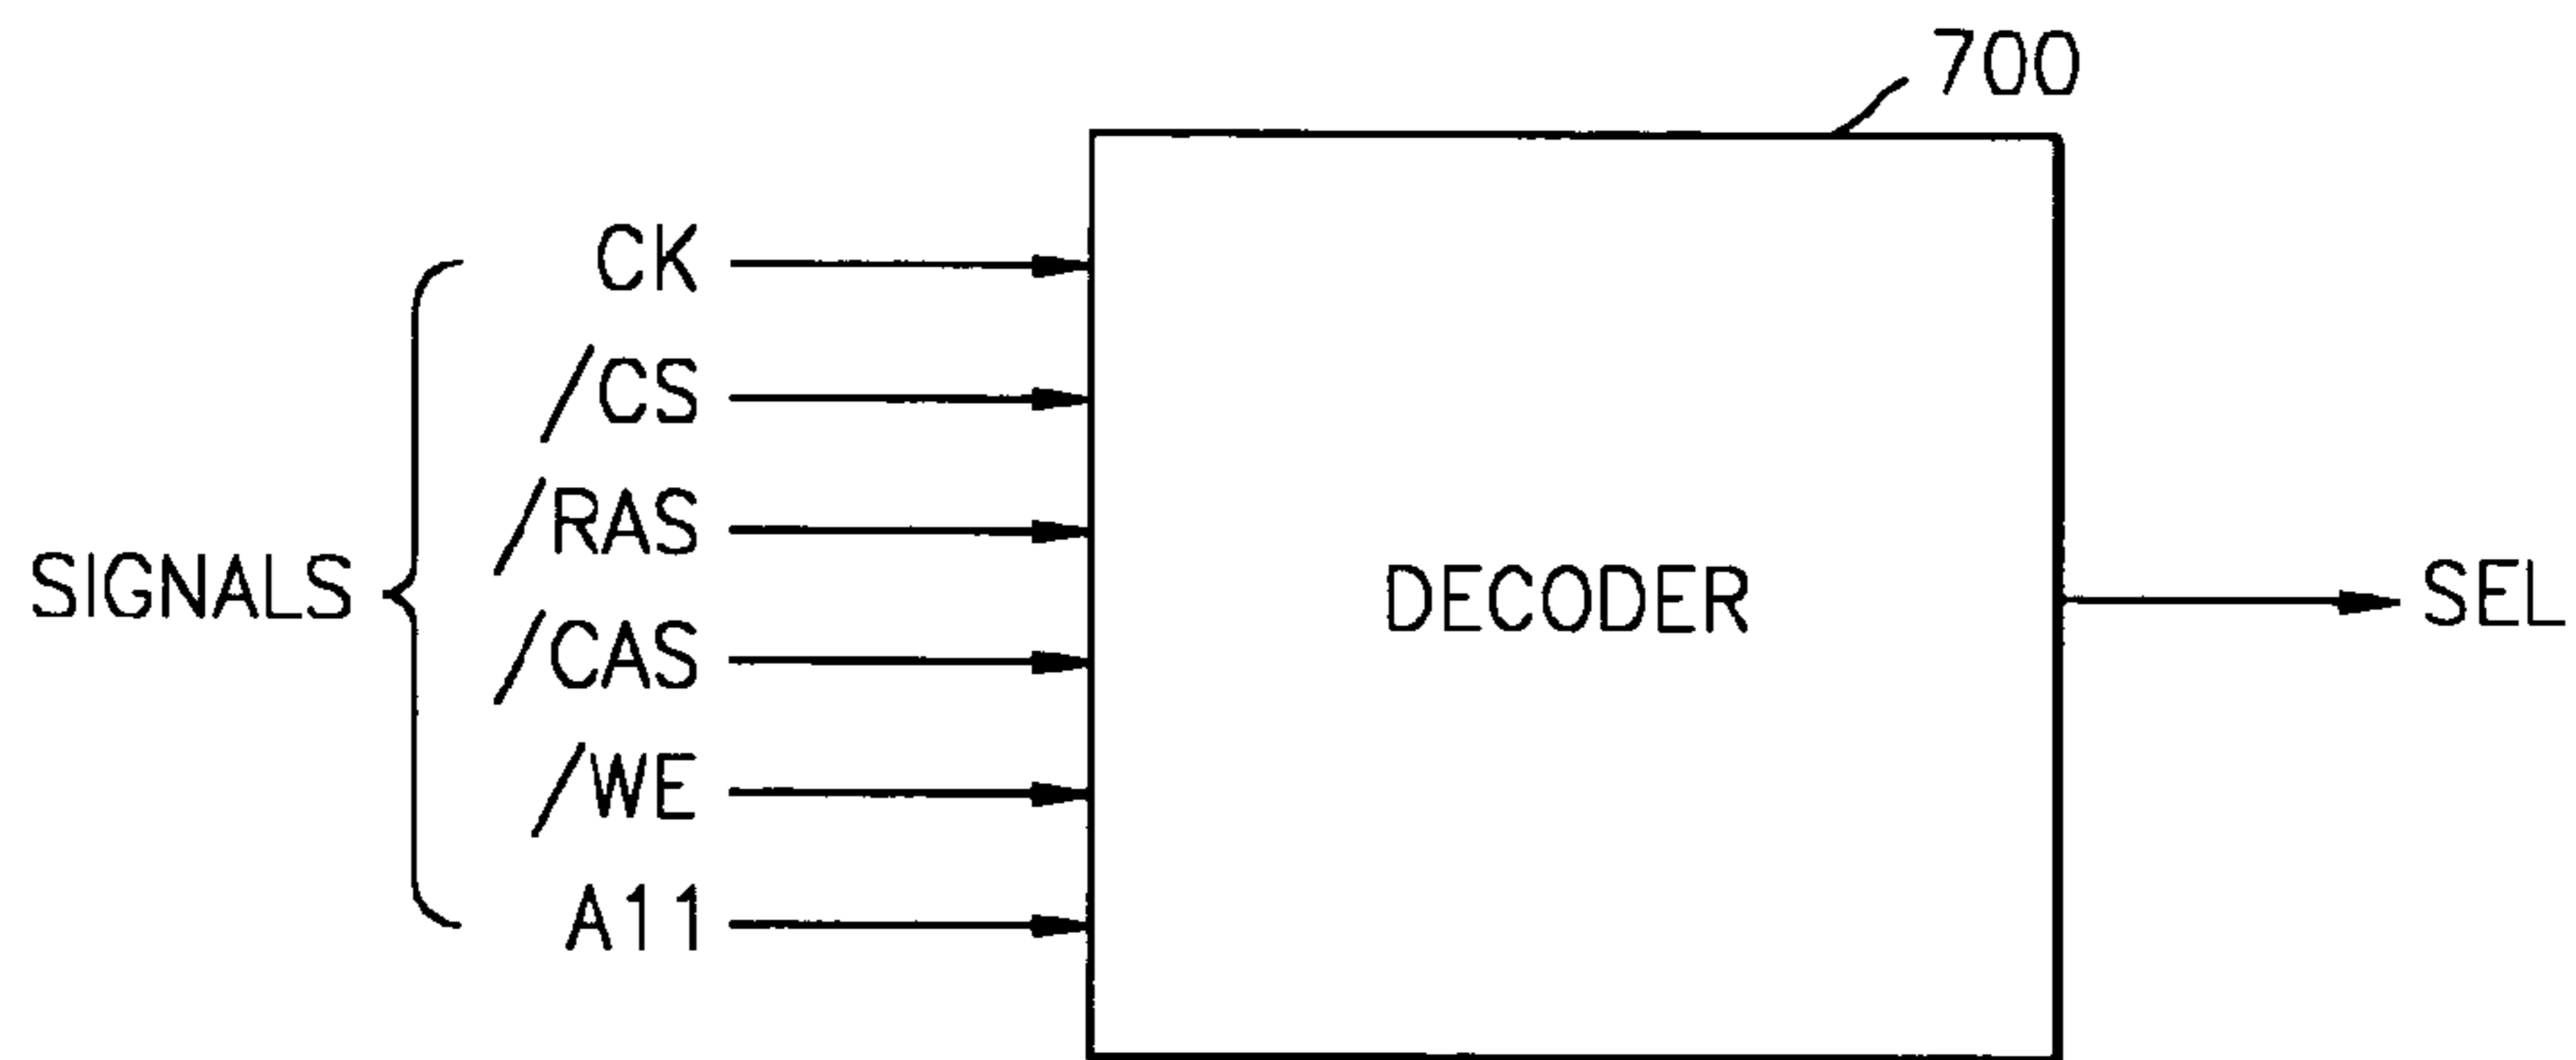 700
CK
/CS
/RAS
SIGNALS
/CAS
DECODER
SEL
/WE
A11